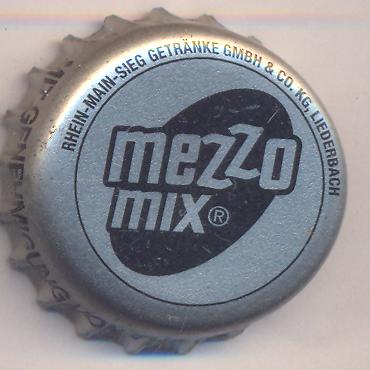 RHEIN-MAIN-SIEG GETRÄNKE GMBH & CO. KG, LIEDERBACH
mezzo
mix®